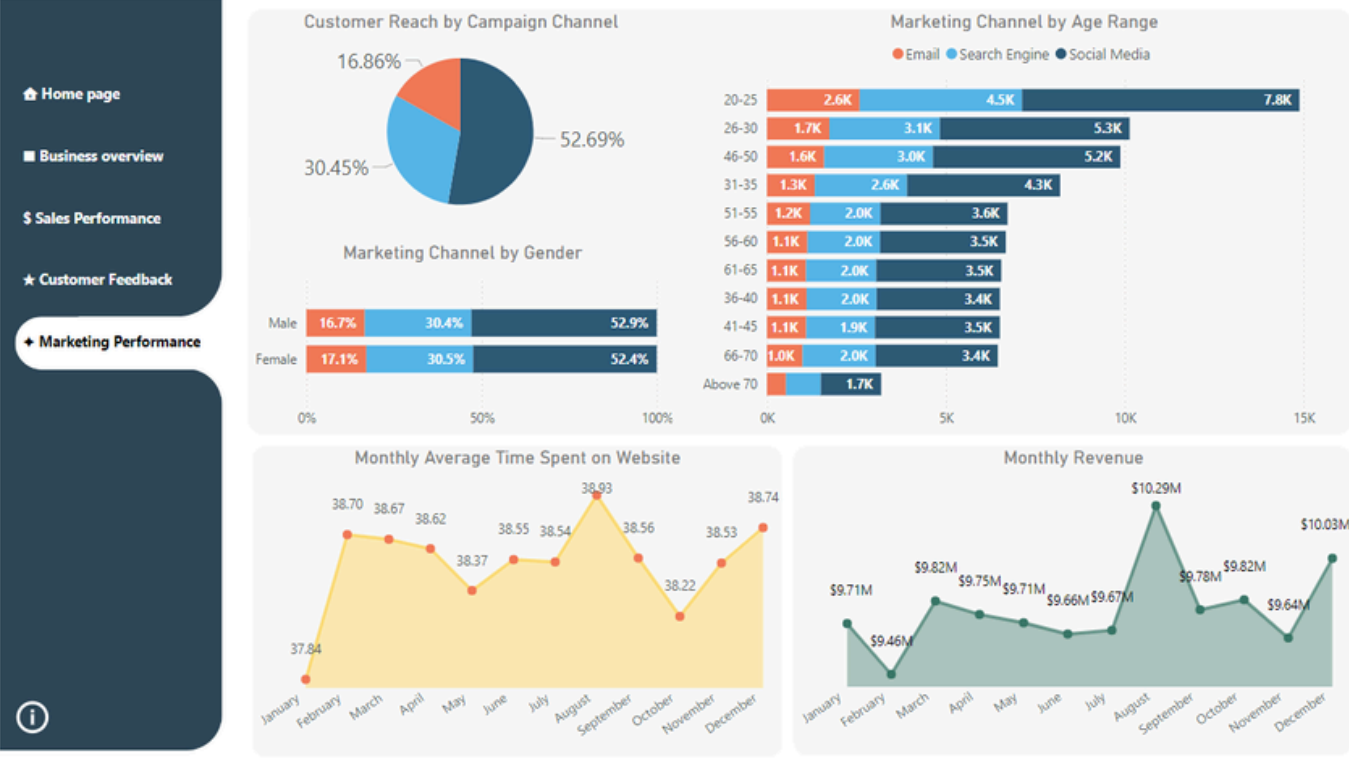 Home page
Business overview
$ Sales Performance
★ Customer Feedback
✦ Marketing Performance
i
Customer Reach by Campaign Channel
16.86%
52.69%
30.45%
Marketing Channel by Gender
Male 16.7% 30.4% 52.9%
Female 17.1% 30.5% 52.4%
0% 50% 100%
Marketing Channel by Age Range
Email Search Engine Social Media
20-25 2.6K 4.5K 7.8K
26-30 1.7K 3.1K 5.3K
46-50 1.6K 3.0K 5.2K
31-35 1.3K 2.6K 4.3K
51-55 1.2K 2.0K 3.6K
56-60 1.1K 2.0K 3.5K
61-65 1.1K 2.0K 3.5K
36-40 1.1K 2.0K 3.4K
41-45 1.1K 1.9K 3.5K
66-70 1.0K 2.0K 3.4K
Above 70 1.7K
0K 5K 10K 15K
Monthly Average Time Spent on Website
37.84 38.70 38.67 38.62 38.37 38.55 38.54 38.93 38.56 38.22 38.53 38.74
January February March April May June July August September October November December
Monthly Revenue
$9.71M $9.46M $9.82M $9.75M $9.71M $9.66M $9.67M $10.29M $9.78M $9.82M $9.64M $10.03M
January February March April May June July August September October November December